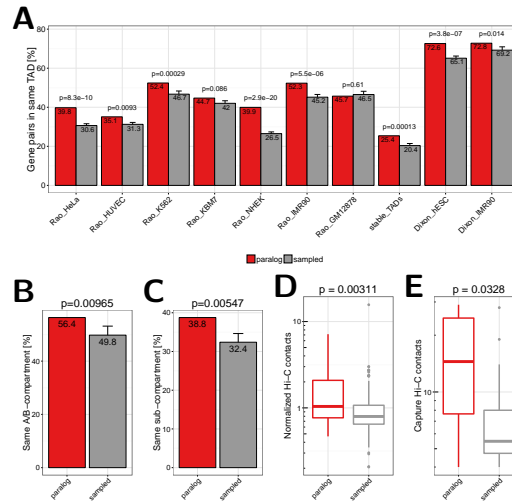 A
Gene pairs in same TAD [%]
80
60
40
20
0
p=8.3e−10
p=0.0093
p=0.00029
p=0.086
p=2.9e−20
p=5.5e−06
p=0.61
p=0.00013
p=3.8e−07
p=0.014
39.8
30.6
35.1
31.3
52.4
46.7
44.7
42
39.9
26.5
52.3
45.2
45.7
46.5
25.4
20.4
72.6
65.1
72.8
69.2
Rao_HeLa
Rao_HUVEC
Rao_K562
Rao_KBM7
Rao_NHEK
Rao_IMR90
Rao_GM12878
stable_TADs
Dixon_hESC
Dixon_IMR90
paralog
sampled
B
p=0.00965
Same A/B−compartment [%]
40
20
0
56.4
49.8
paralog
sampled
C
p=0.00547
Same sub−compartment [%]
40
30
20
10
0
38.8
32.4
paralog
sampled
D
p = 0.00311
Normalized Hi−C contacts
10
1
paralog
sampled
E
p = 0.0328
Capture Hi−C contacts
10
paralog
sampled